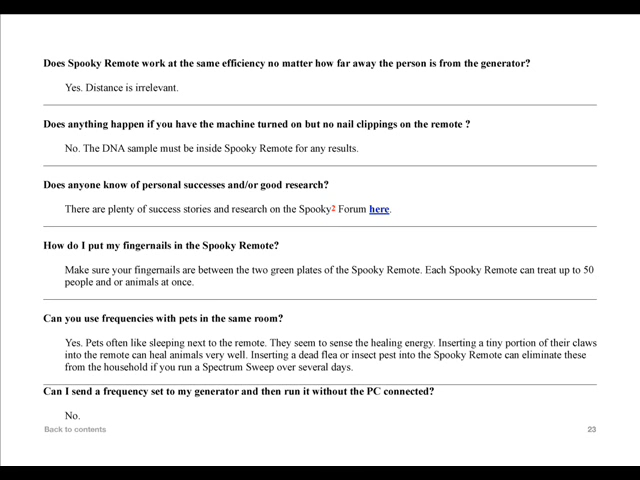 Does Spooky Remote work at the same efficiency no matter how far away the person is from the generator?
Yes. Distance is irrelevant.
Does anything happen if you have the machine turned on but no nail clippings on the remote ?
No. The DNA sample must be inside Spooky Remote for any results.
Does anyone know of personal successes and/or good research?
There are plenty of success stories and research on the Spooky² Forum here.
How do I put my fingernails in the Spooky Remote?
Make sure your fingernails are between the two green plates of the Spooky Remote. Each Spooky Remote can treat up to 50
people and or animals at once.
Can you use frequencies with pets in the same room?
Yes. Pets often like sleeping next to the remote. They seem to sense the healing energy. Inserting a tiny portion of their claws
into the remote can heal animals very well. Inserting a dead flea or insect pest into the Spooky Remote can eliminate these
from the household if you run a Spectrum Sweep over several days.
Can I send a frequency set to my generator and then run it without the PC connected?
No.
Back to contents 23